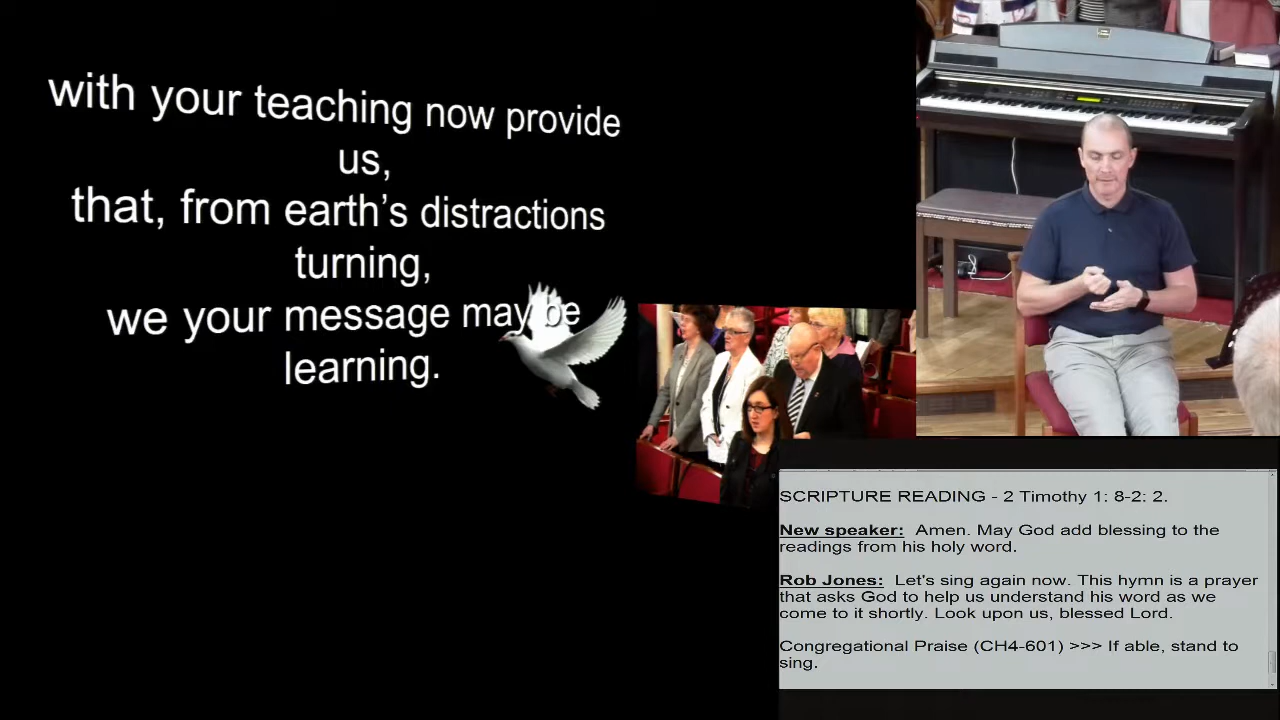 with your teaching now provide
us,
that, from earth’s distractions
turning,
we your message may be
learning.
SCRIPTURE READING - 2 Timothy 1: 8-2: 2.
New speaker: Amen. May God add blessing to the
readings from his holy word.
Rob Jones: Let's sing again now. This hymn is a prayer
that asks God to help us understand his word as we
come to it shortly. Look upon us, blessed Lord.
Congregational Praise (CH4-601) >>> If able, stand to
sing.